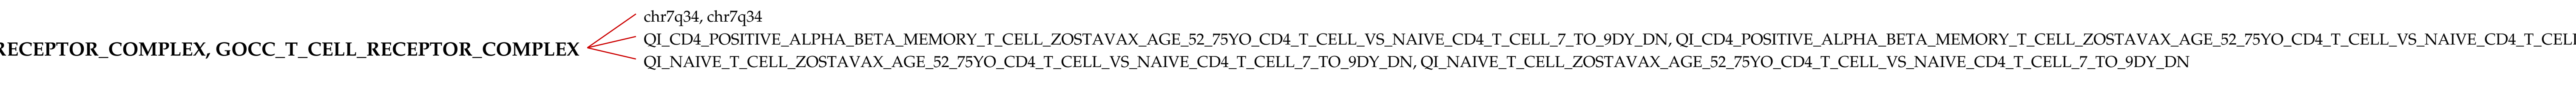 RECEPTOR_COMPLEX, GOCC_T_CELL_RECEPTOR_COMPLEX
chr7q34, chr7q34
QI_CD4_POSITIVE_ALPHA_BETA_MEMORY_T_CELL_ZOSTAVAX_AGE_52_75YO_CD4_T_CELL_VS_NAIVE_CD4_T_CELL_7_TO_9DY_DN, QI_CD4_POSITIVE_ALPHA_BETA_MEMORY_T_CELL_ZOSTAVAX_AGE_52_75YO_CD4_T_CELL_VS_NAIVE_CD4_T_CELL
QI_NAIVE_T_CELL_ZOSTAVAX_AGE_52_75YO_CD4_T_CELL_VS_NAIVE_CD4_T_CELL_7_TO_9DY_DN, QI_NAIVE_T_CELL_ZOSTAVAX_AGE_52_75YO_CD4_T_CELL_VS_NAIVE_CD4_T_CELL_7_TO_9DY_DN